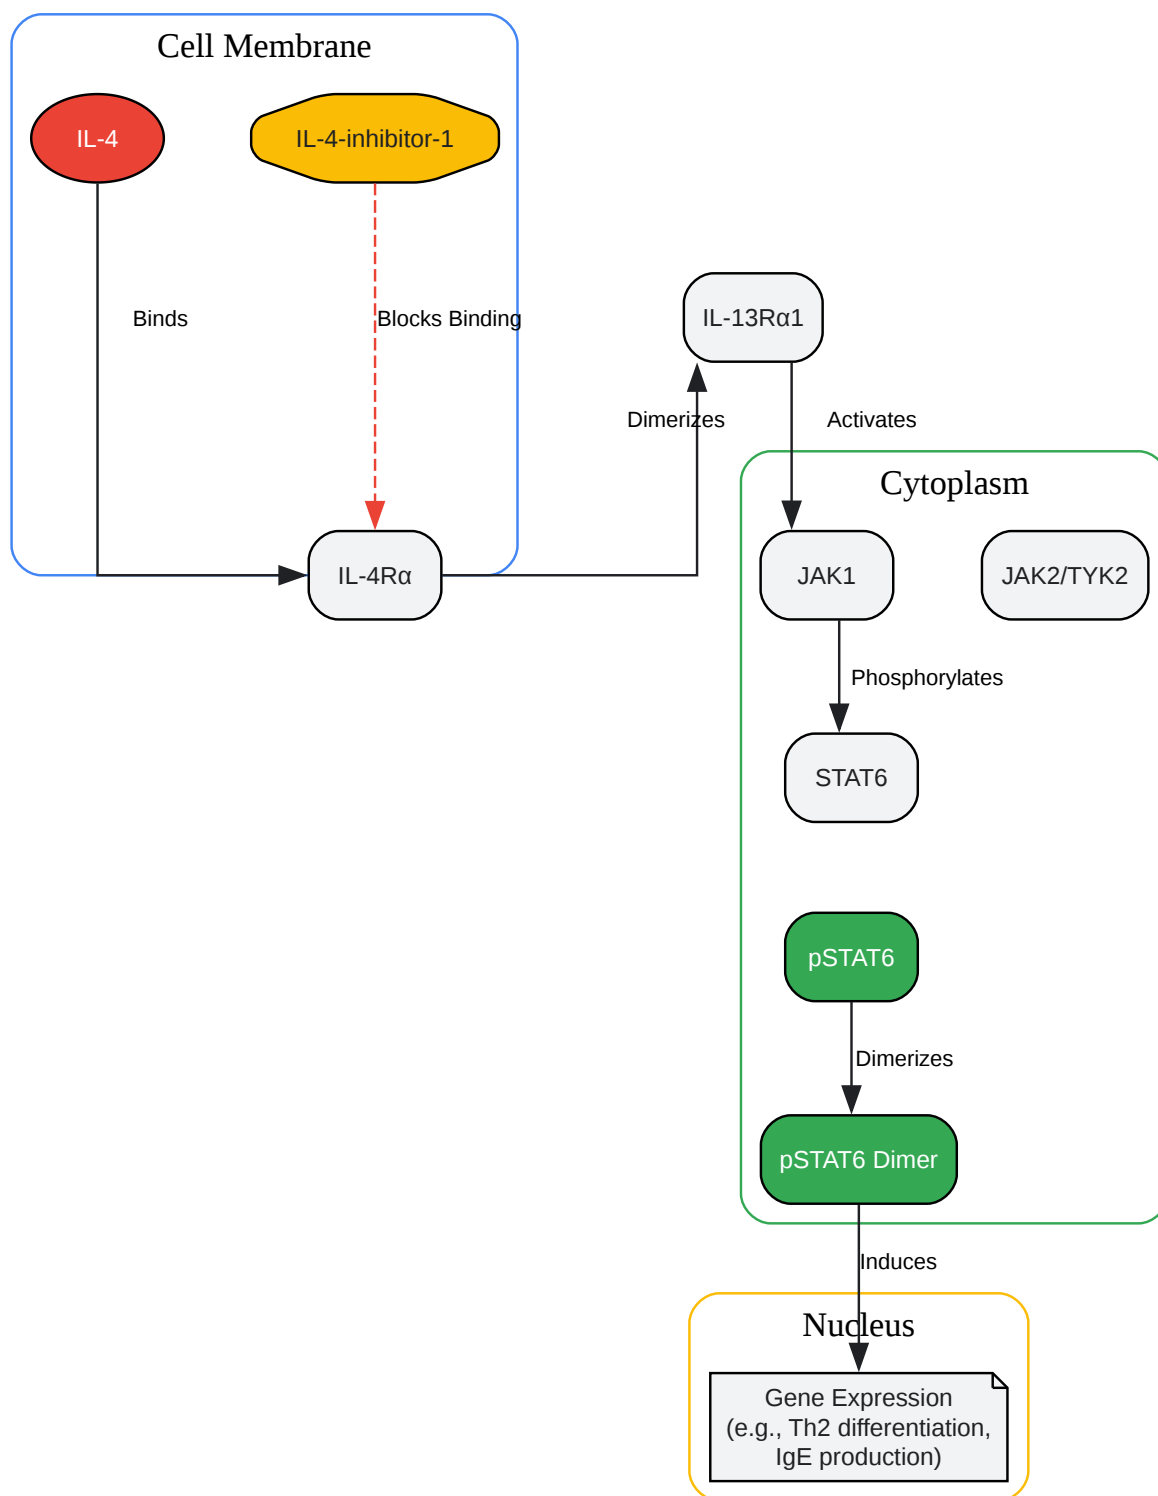 Cell Membrane
IL-4
IL-4-inhibitor-1
Binds
Blocks Binding
IL-13Rα1
Dimerizes
Activates
Cytoplasm
IL-4Rα
JAK1
JAK2/TYK2
Phosphorylates
STAT6
pSTAT6
Dimerizes
pSTAT6 Dimer
Induces
Nucleus
Gene Expression
(e.g., Th2 differentiation,
IgE production)